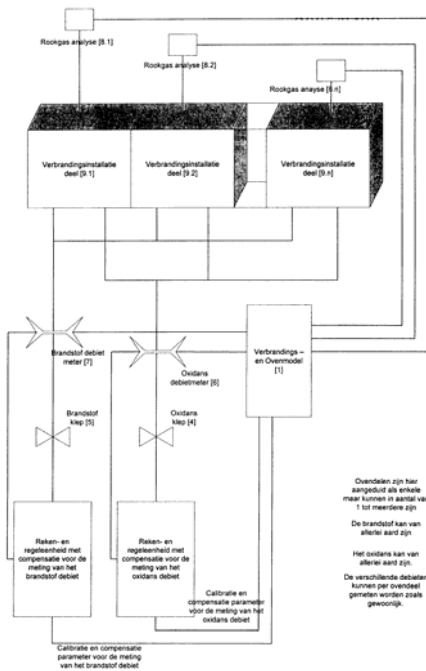 Rookgas analyse [8.1]
Rookgas analyse [8.2]
Rookgas anayse [8.n]
Verbrandingsinstallatie
deel [9.1]
Verbrandingsinstallatie
deel [9.2]
Verbrandingsinstallatie
deel [9.n]
Brandstof debiet
meter [7]
Oxidans
debietmeter [6]
Verbrandings –
en Ovenmodel
[1]
Brandstof
klep [5]
Oxidans
klep [4]
Reken- en
regeleenheid met
compensatie voor de
meting van het
brandstof debiet
Reken- en
regeleenheid met
compensatie voor de
meting van het
oxidans debiet
Ovendelen zijn hier
aangeduid als enkele
maar kunnen in aantal van
1 tot meerdere zijn
De brandstof kan van
allerlei aard zijn
Het oxidans kan van
allerlei aard zijn.
De verschillende debieten
kunnen per ovendeel
gemeten worden zoals
gewoonlijk.
Calibratie en
compensatie parameter
voor de meting van het
oxidans debiet
Calibratie en compensatie
parameter voor de meting
van het brandstof debiet